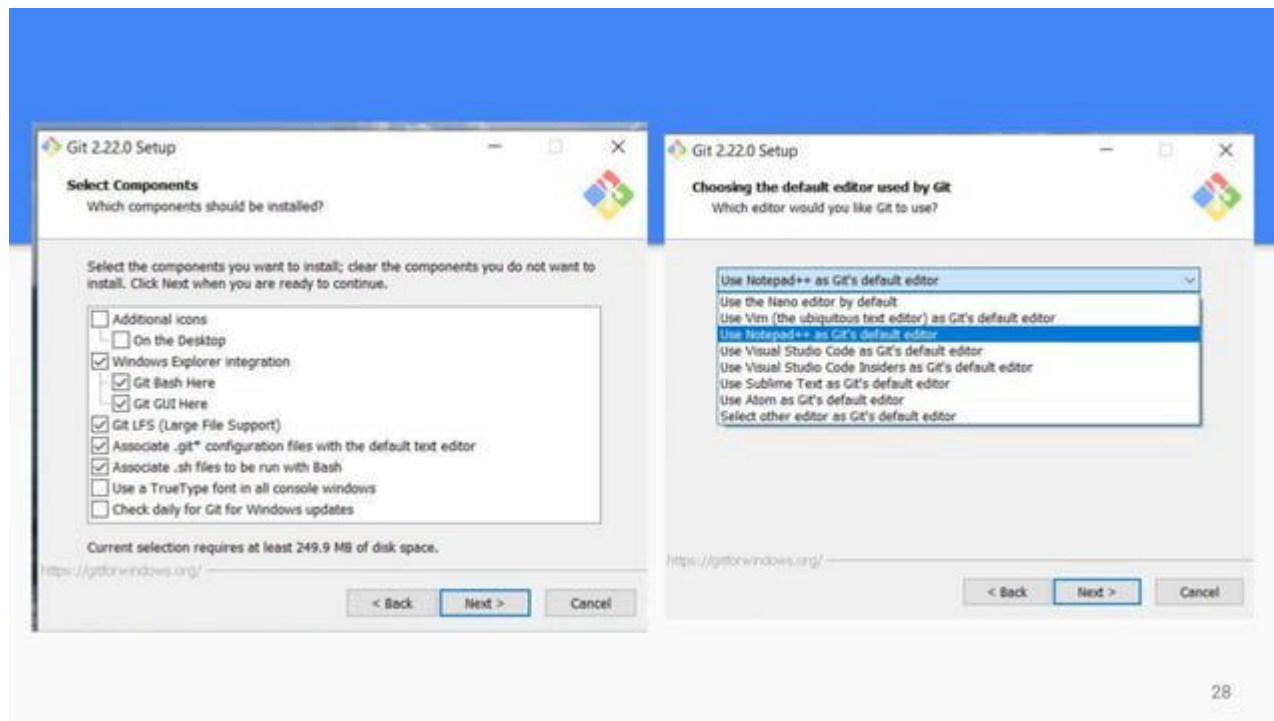 Git 2.22.0 Setup
Select Components
Which components should be installed?
Select the components you want to install; clear the components you do not want to
install. Click Next when you are ready to continue.
Additional icons
On the Desktop
Windows Explorer integration
Git Bash Here
Git GUI Here
Git LFS (Large File Support)
Associate .git* configuration files with the default text editor
Associate .sh files to be run with Bash
Use a TrueType font in all console windows
Check daily for Git for Windows updates
Current selection requires at least 249.9 MB of disk space.
https://gitforwindows.org/
< Back Next > Cancel
Git 2.22.0 Setup
Choosing the default editor used by Git
Which editor would you like Git to use?
Use Notepad++ as Git's default editor
Use the Nano editor by default
Use Vim (the ubiquitous text editor) as Git's default editor
Use Notepad++ as Git's default editor
Use Visual Studio Code as Git's default editor
Use Visual Studio Code Insiders as Git's default editor
Use Sublime Text as Git's default editor
Use Atom as Git's default editor
Select other editor as Git's default editor
https://gitforwindows.org/
< Back Next > Cancel
28